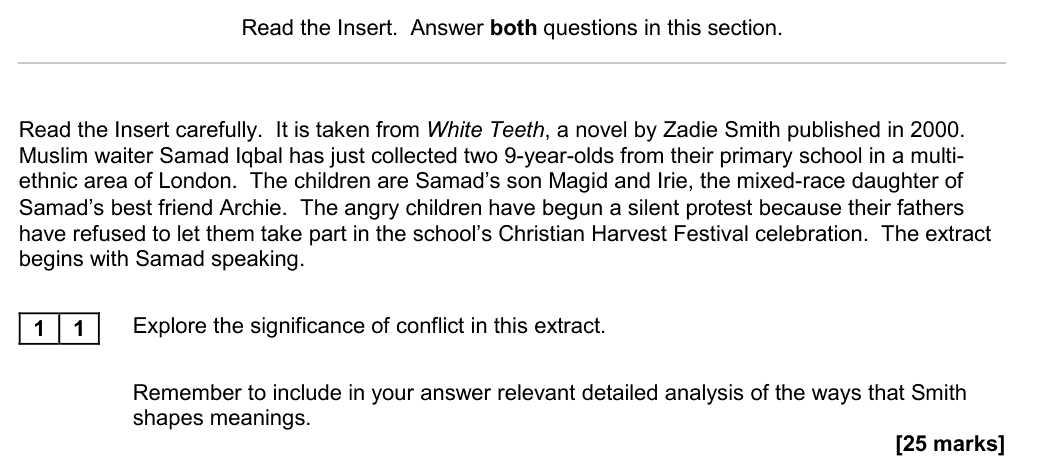 Read the Insert. Answer both questions in this section.
Read the Insert carefully. It is taken from White Teeth, a novel by Zadie Smith published in 2000.
Muslim waiter Samad Iqbal has just collected two 9-year-olds from their primary school in a multi-
ethnic area of London. The children are Samad's son Magid and Irie, the mixed-race daughter of
Samad's best friend Archie. The angry children have begun a silent protest because their fathers
have refused to let them take part in the school's Christian Harvest Festival celebration. The extract
begins with Samad speaking.
1 1 Explore the significance of conflict in this extract.
Remember to include in your answer relevant detailed analysis of the ways that Smith
shapes meanings.
[25 marks]